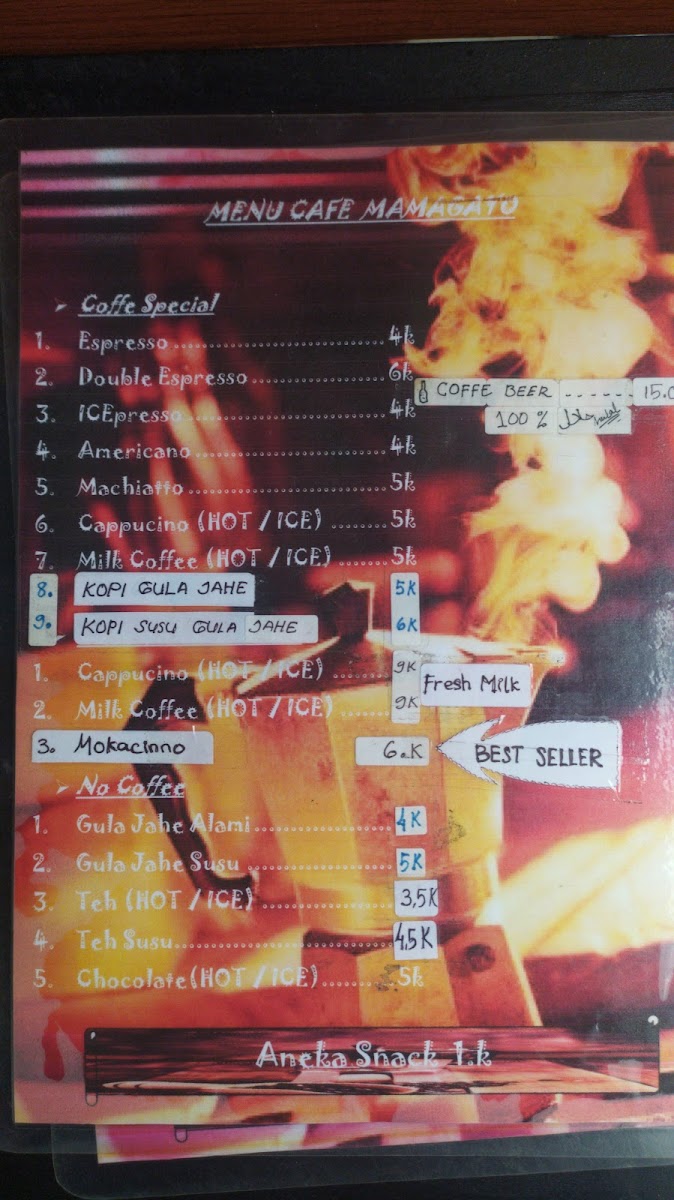 MENU CAFE MAMAGATU
➢ Coffe Special
1. Espresso ........ 4k
2. Double Espresso ........ 6k
COFFE BEER ------ 15.0
3. ICEpresso ........ 4k
100 % حلال
4. Americano ........ 4k
5. Machiatto ........ 5k
6. Cappucino (HOT / ICE) ........ 5k
7. Milk Coffee (HOT / ICE) ........ 5k
8. KOPI GULA JAHE 5K
9. KOPI SUSU GULA JAHE 6K
1. Cappucino (HOT / ICE) ........ 9K
Fresh Milk
2. Milk Coffee (HOT / ICE) ........ 9K
3. Mokacinno 6.K BEST SELLER
➢ No Coffee
1. Gula Jahe Alami ........ 4K
2. Gula Jahe Susu ........ 5K
3. Teh (HOT / ICE) ........ 3,5K
4. Teh Susu ........ 4,5K
5. Chocolate (HOT / ICE) ........ 5k
Aneka Snack 1.k